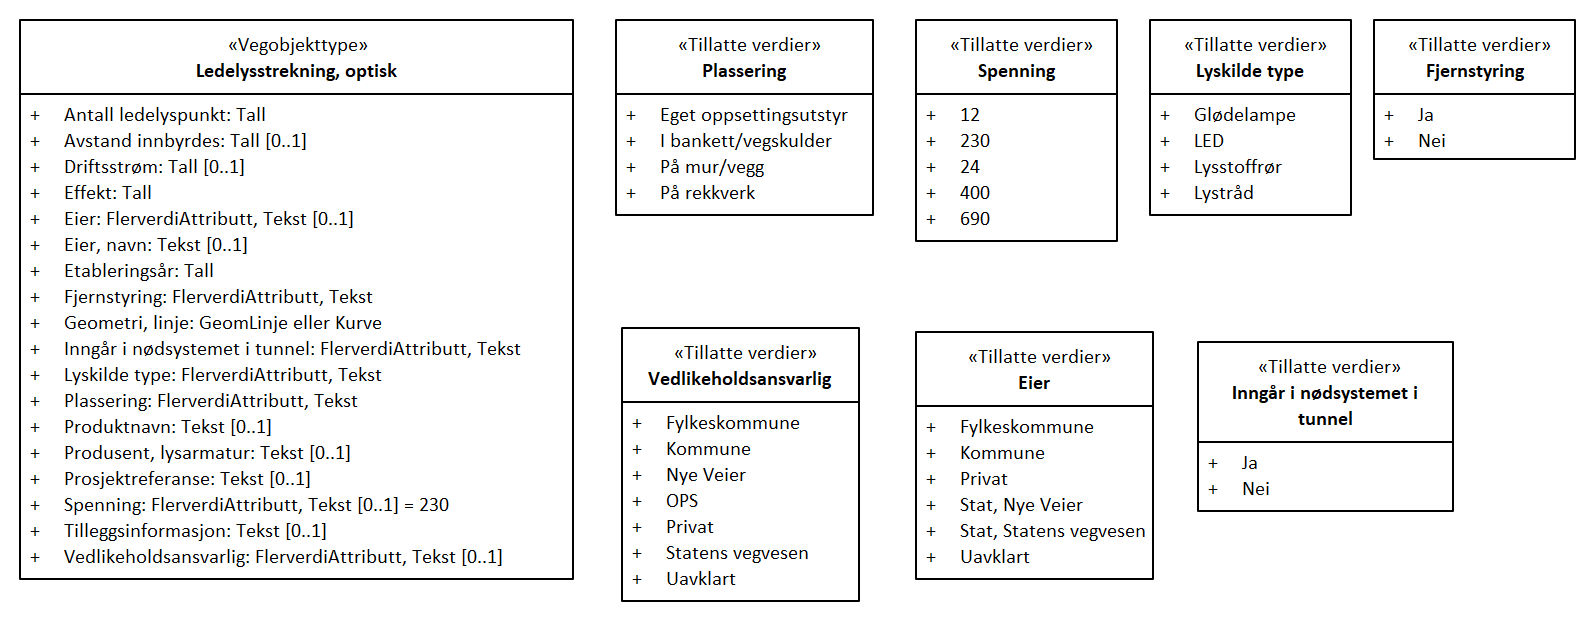 «Vegobjekttype»
Ledelysstrekning, optisk
+ Antall ledelyspunkt: Tall
+ Avstand innbyrdes: Tall [0..1]
+ Driftsstrøm: Tall [0..1]
+ Effekt: Tall
+ Eier: FlerverdiAttributt, Tekst [0..1]
+ Eier, navn: Tekst [0..1]
+ Etableringsår: Tall
+ Fjernstyring: FlerverdiAttributt, Tekst
+ Geometri, linje: GeomLinje eller Kurve
+ Inngår i nødsystemet i tunnel: FlerverdiAttributt, Tekst
+ Lyskilde type: FlerverdiAttributt, Tekst
+ Plassering: FlerverdiAttributt, Tekst
+ Produktnavn: Tekst [0..1]
+ Produsent, lysarmatur: Tekst [0..1]
+ Prosjektreferanse: Tekst [0..1]
+ Spenning: FlerverdiAttributt, Tekst [0..1] = 230
+ Tilleggsinformasjon: Tekst [0..1]
+ Vedlikeholdsansvarlig: FlerverdiAttributt, Tekst [0..1]
«Tillatte verdier»
Plassering
+ Eget oppsettingsutstyr
+ I bankett/vegskulder
+ På mur/vegg
+ På rekkverk
«Tillatte verdier»
Spenning
+ 12
+ 230
+ 24
+ 400
+ 690
«Tillatte verdier»
Lyskilde type
+ Glødelampe
+ LED
+ Lysstoffrør
+ Lystråd
«Tillatte verdier»
Fjernstyring
+ Ja
+ Nei
«Tillatte verdier»
Vedlikeholdsansvarlig
+ Fylkeskommune
+ Kommune
+ Nye Veier
+ OPS
+ Privat
+ Statens vegvesen
+ Uavklart
«Tillatte verdier»
Eier
+ Fylkeskommune
+ Kommune
+ Privat
+ Stat, Nye Veier
+ Stat, Statens vegvesen
+ Uavklart
«Tillatte verdier»
Inngår i nødsystemet i
tunnel
+ Ja
+ Nei